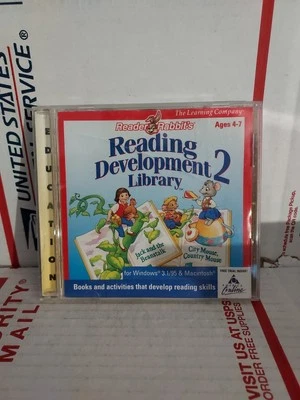 UNITED STATES
The Learning Company
Reader Rabbit's
Ages 4-7
Reading
Development 2
Library
EDUCATION
Jack and the
Beanstalk
City Mouse,
Country Mouse
for Windows® 3.1/95 & Macintosh®
Books and activities that develop reading skills
MAIL
VISIT US AT USPS
ORDER FREE SUPPLIES